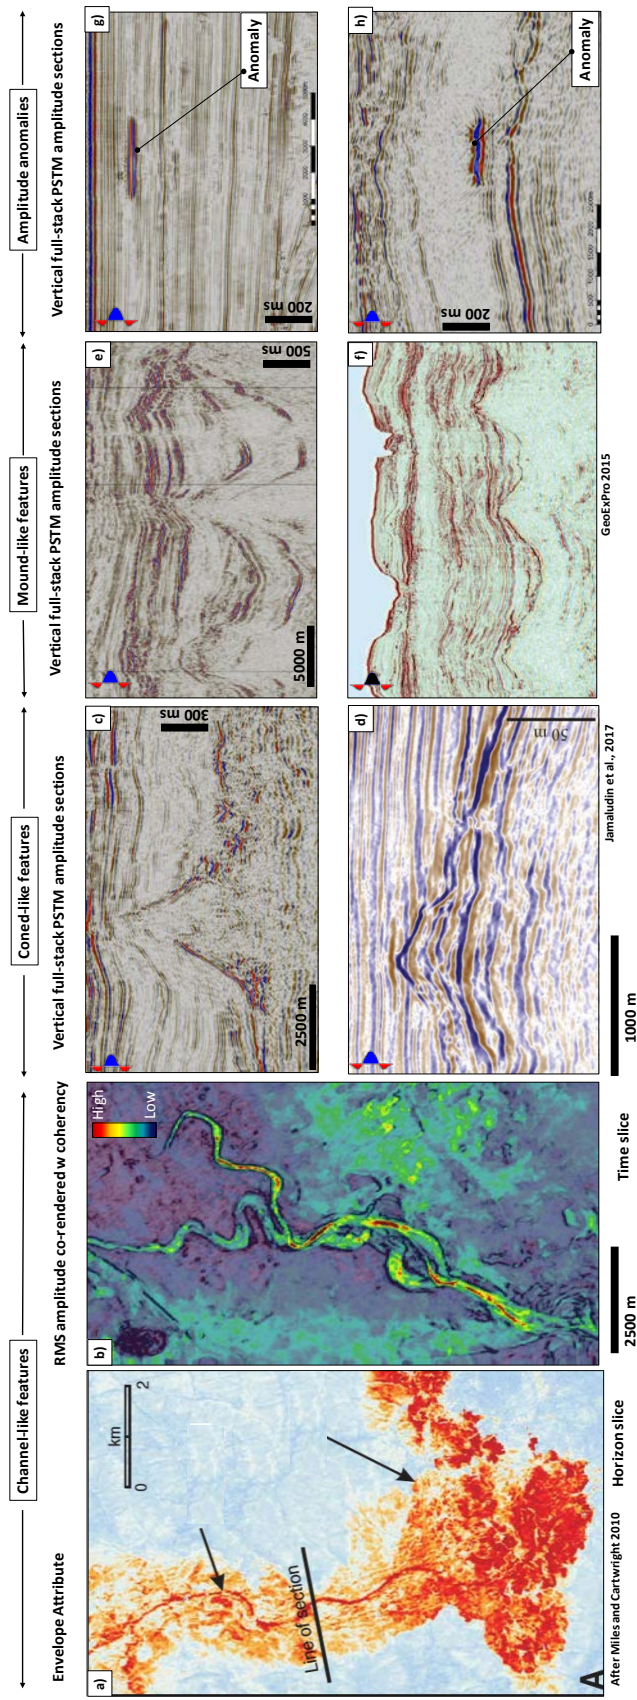 Channel-like features
Coned-like features
Mound-like features
Amplitude anomalies
Envelope Attribute
RMS amplitude co-rendered w coherency
Vertical full-stack PSTM amplitude sections
Vertical full-stack PSTM amplitude sections
Vertical full-stack PSTM amplitude sections
a)
km
0
2
Line of section
A
After Miles and Cartwright 2010
Horizon slice
b)
High
Low
2500 m
Time slice
c)
300 ms
2500 m
d)
50 m
1000 m
Jamaludin et al., 2017
e)
500 ms
5000 m
f)
GeoExPro 2015
g)
Anomaly
200 ms
h)
Anomaly
200 ms